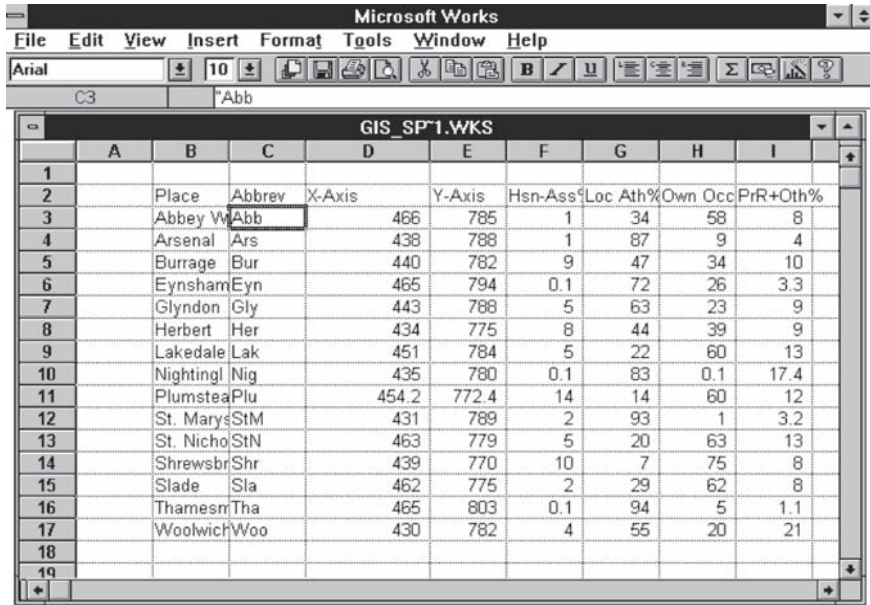 Microsoft Works
File Edit View Insert Format Tools Window Help
Arial 10 B I u Σ ?
C3 "Abb
GIS_SP~1.WKS
A B C D E F G H I
1
2 Place Abbrev X-Axis Y-Axis Hsn-Ass% Loc Ath% Own Occ PrR+Oth%
3 Abbey W Abb 466 785 1 34 58 8
4 Arsenal Ars 438 788 1 87 9 4
5 Burrage Bur 440 782 9 47 34 10
6 Eynsham Eyn 465 794 0.1 72 26 3.3
7 Glyndon Gly 443 788 5 63 23 9
8 Herbert Her 434 775 8 44 39 9
9 Lakedale Lak 451 784 5 22 60 13
10 Nightingl Nig 435 780 0.1 83 0.1 17.4
11 Plumstea Plu 454.2 772.4 14 14 60 12
12 St. Marys StM 431 789 2 93 1 3.2
13 St. Nicho StN 463 779 5 20 63 13
14 Shrewsbr Shr 439 770 10 7 75 8
15 Slade Sla 462 775 2 29 62 8
16 Thamesm Tha 465 803 0.1 94 5 1.1
17 Woolwich Woo 430 782 4 55 20 21
18
19